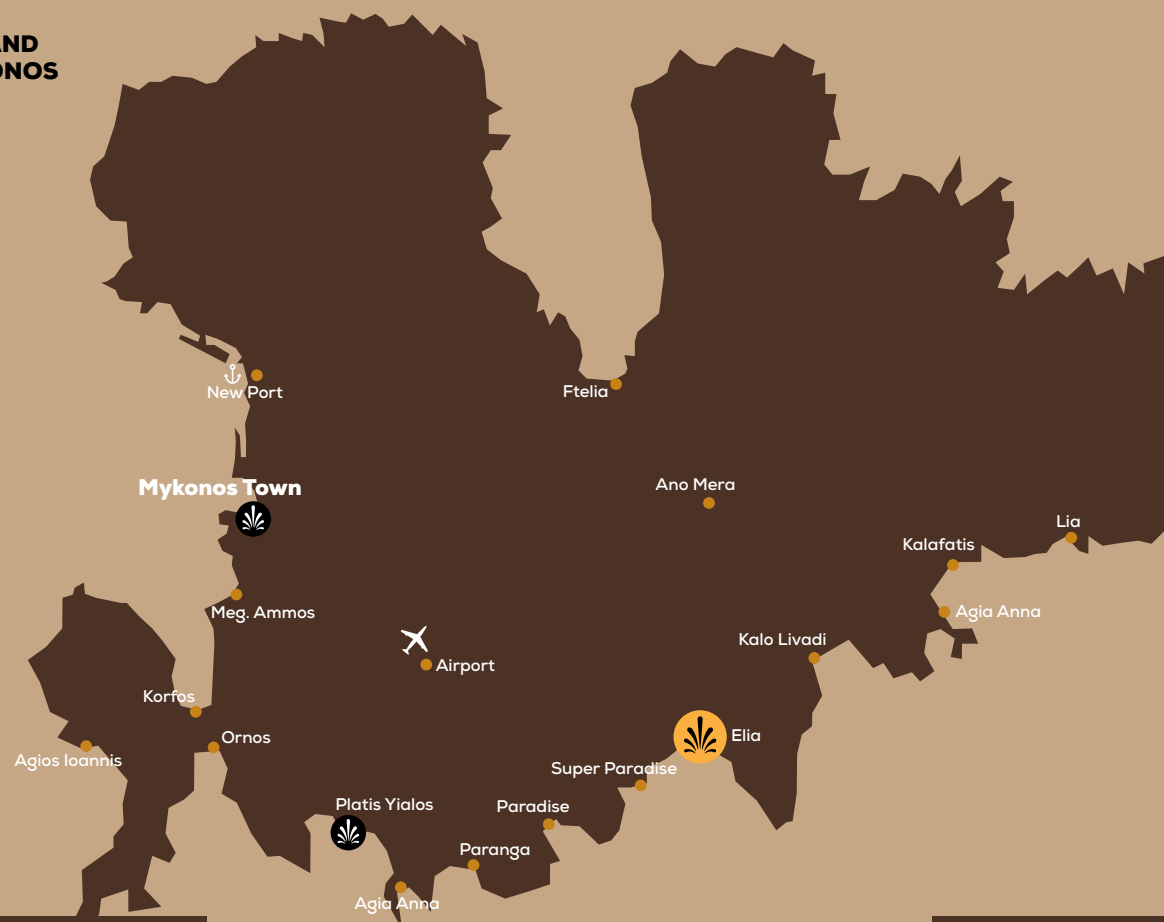 AND
ONOS
New Port
Ftelia
Mykonos Town
Ano Mera
Lia
Kalafatis
Meg. Ammos
Agia Anna
Kalo Livadi
Airport
Korfos
Ornos
Elia
Agios Ioannis
Super Paradise
Platis Yialos
Paradise
Paranga
Agia Anna